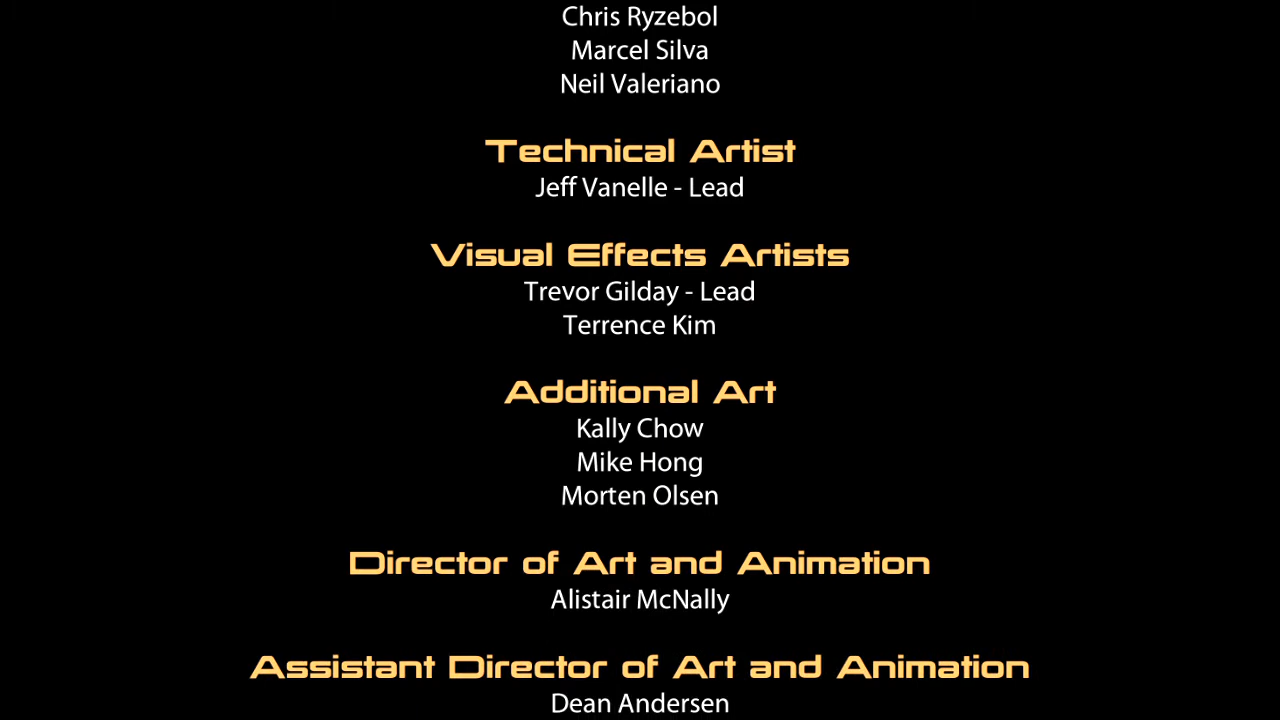 Chris Ryzebol
Marcel Silva
Neil Valeriano
Technical Artist
Jeff Vanelle - Lead
Visual Effects Artists
Trevor Gilday - Lead
Terrence Kim
Additional Art
Kally Chow
Mike Hong
Morten Olsen
Director of Art and Animation
Alistair McNally
Assistant Director of Art and Animation
Dean Andersen